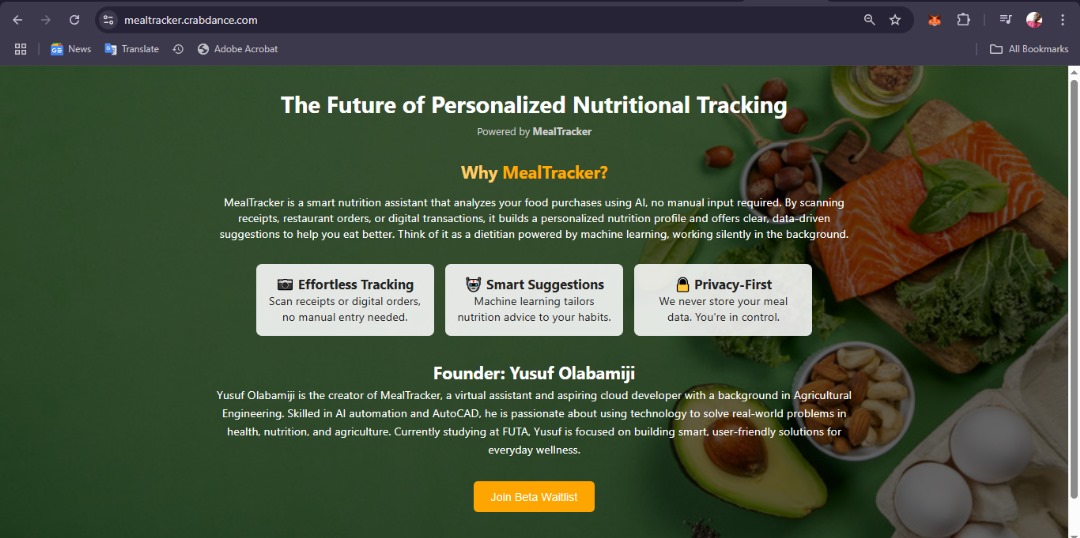 mealtracker.crabdance.com
News
Translate
Adobe Acrobat
All Bookmarks
The Future of Personalized Nutritional Tracking
Powered by MealTracker
Why MealTracker?
MealTracker is a smart nutrition assistant that analyzes your food purchases using AI, no manual input required. By scanning
receipts, restaurant orders, or digital transactions, it builds a personalized nutrition profile and offers clear, data-driven
suggestions to help you eat better. Think of it as a dietitian powered by machine learning, working silently in the background.
Effortless Tracking
Scan receipts or digital orders,
no manual entry needed.
Smart Suggestions
Machine learning tailors
nutrition advice to your habits.
Privacy-First
We never store your meal
data. You're in control.
Founder: Yusuf Olabamiji
Yusuf Olabamiji is the creator of MealTracker, a virtual assistant and aspiring cloud developer with a background in Agricultural
Engineering. Skilled in AI automation and AutoCAD, he is passionate about using technology to solve real-world problems in
health, nutrition, and agriculture. Currently studying at FUTA, Yusuf is focused on building smart, user-friendly solutions for
everyday wellness.
Join Beta Waitlist